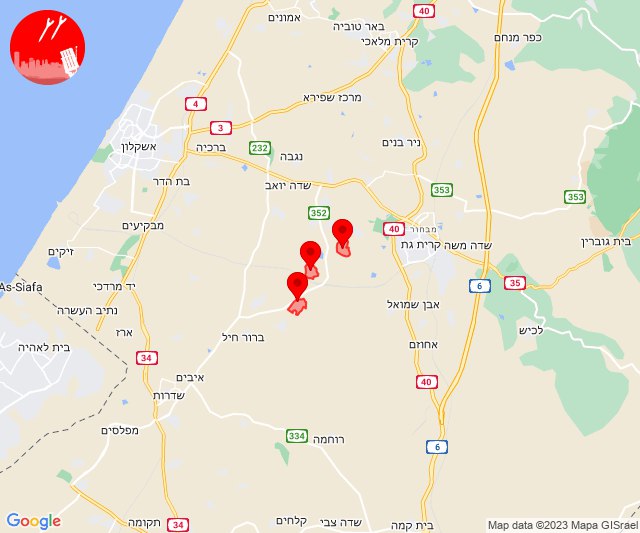 אמונים
באר טוביה
40
כפר מנחם
קרית מלאכי
מרכז שפירא
4
3
ניר בנים
אשקלון
ברכיה
232
נגבה
בת הדר
שדה יואב
353
353
352
מבקיעים
40
מבחור
קרית גת
שדה משה
בית גוברין
זיקים
As-Siafa
יד מרדכי
6
35
נתיב העשרה
אבן שמואל
ארז
לכיש
ברור חיל
אחוזם
בית לאהיה
34
איבים
40
שדרות
מפלסים
334
רוחמה
6
תקומה
34
קלחים
שדה צבי
בית קמה
Google
Map data ©2023 Mapa GISrael